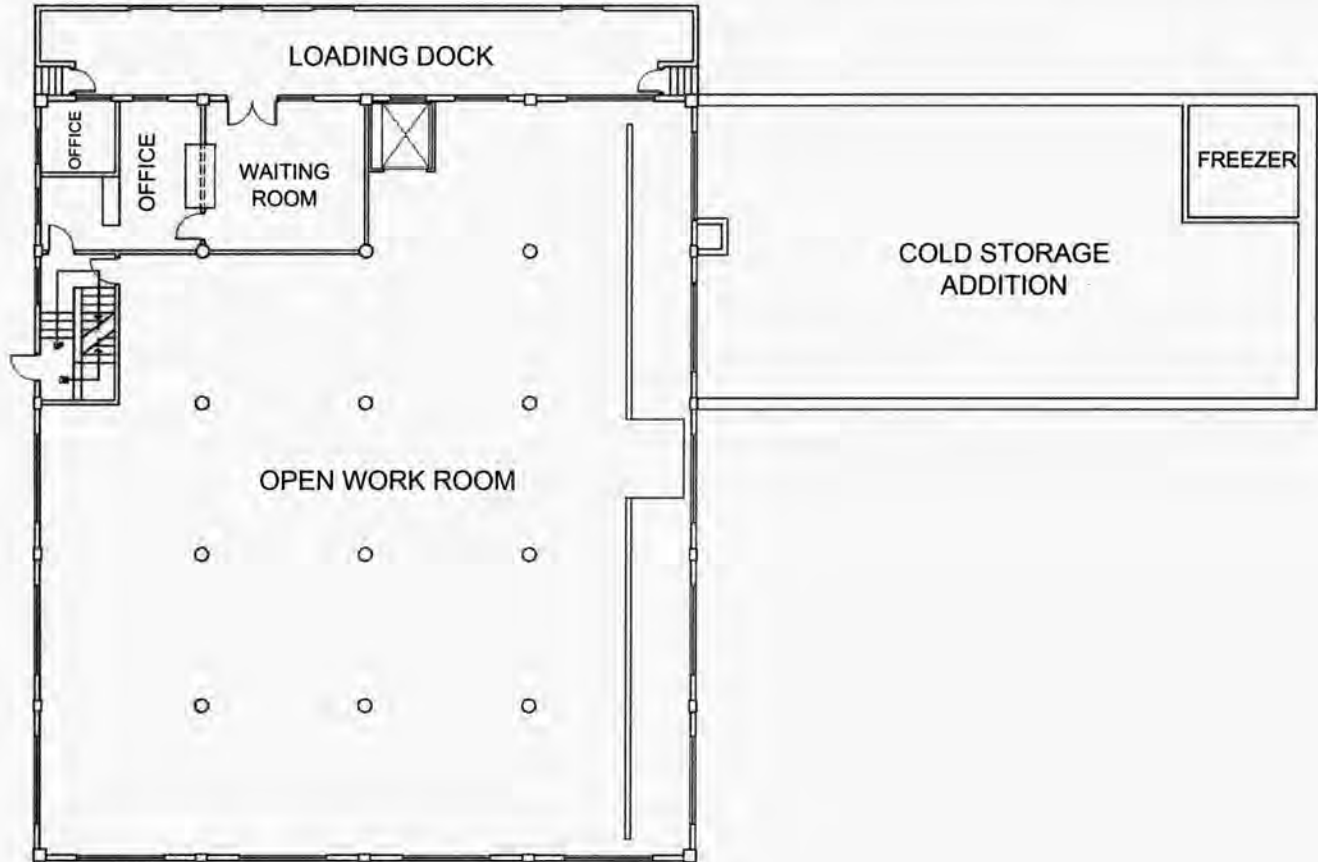 LOADING DOCK
OFFICE
OFFICE
WAITING
ROOM
FREEZER
COLD STORAGE
ADDITION
OPEN WORK ROOM